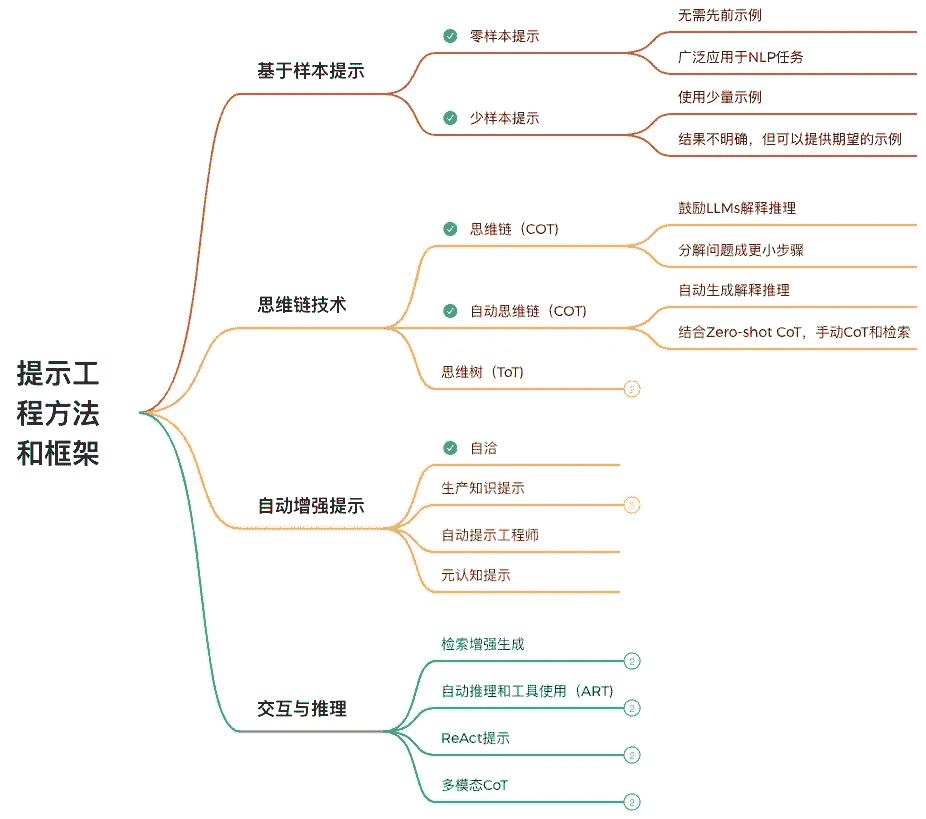 提示工
程方法
和框架
基于样本提示
零样本提示
无需先前示例
广泛应用于NLP任务
少样本提示
使用少量示例
结果不明确，但可以提供期望的示例
思维链技术
思维链（COT）
鼓励LLMs解释推理
分解问题成更小步骤
自动思维链（COT）
自动生成解释推理
结合Zero-shot CoT，手动CoT和检索
思维树（ToT）
2
自动增强提示
自洽
生产知识提示
自动提示工程师
元认知提示
交互与推理
检索增强生成
2
自动推理和工具使用（ART）
2
ReAct提示
2
多模态CoT
2